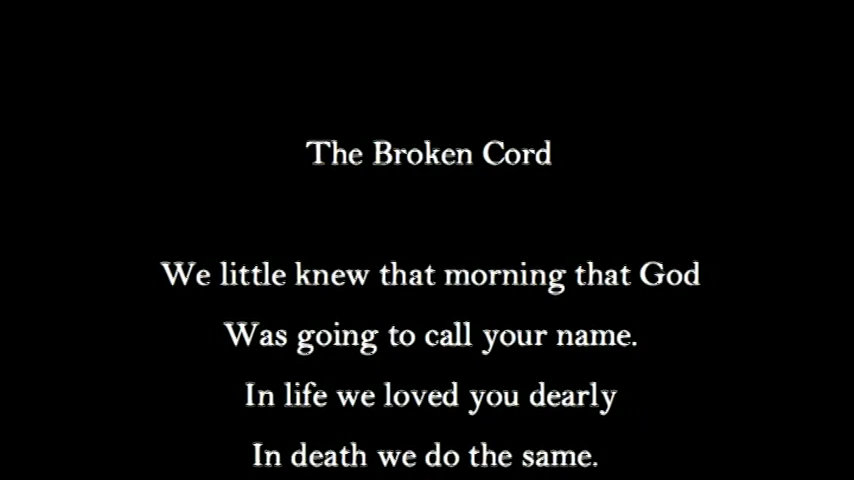 The Broken Cord
We little knew that morning that God
Was going to call your name.
In life we loved you dearly
In death we do the same.